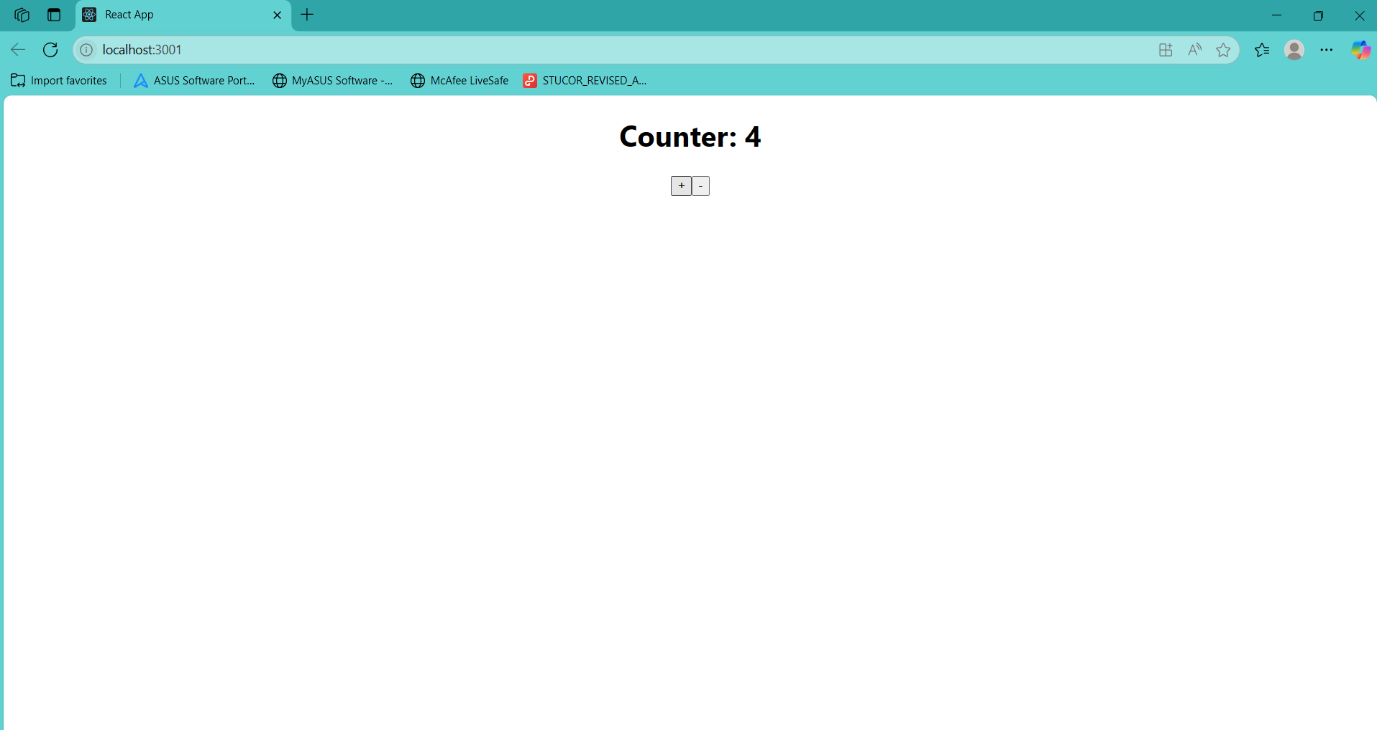 React App
localhost:3001
Import favorites ASUS Software Port... MyASUS Software -... McAfee LiveSafe STUCOR_REVISED_A...
Counter: 4
+ -